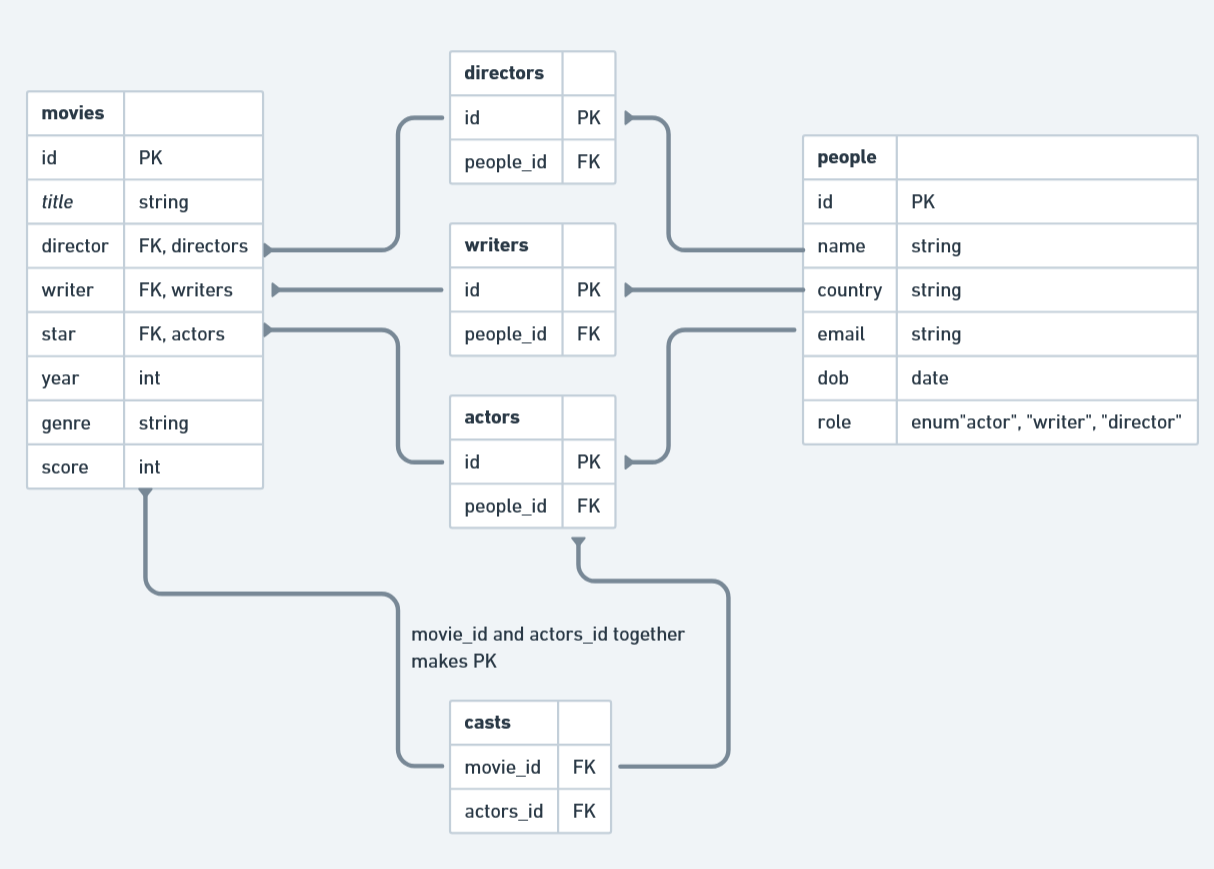 movies
id PK
title string
director FK, directors
writer FK, writers
star FK, actors
year int
genre string
score int
directors
id PK
people_id FK
writers
id PK
people_id FK
actors
id PK
people_id FK
people
id PK
name string
country string
email string
dob date
role enum"actor", "writer", "director"
movie_id and actors_id together
makes PK
casts
movie_id FK
actors_id FK